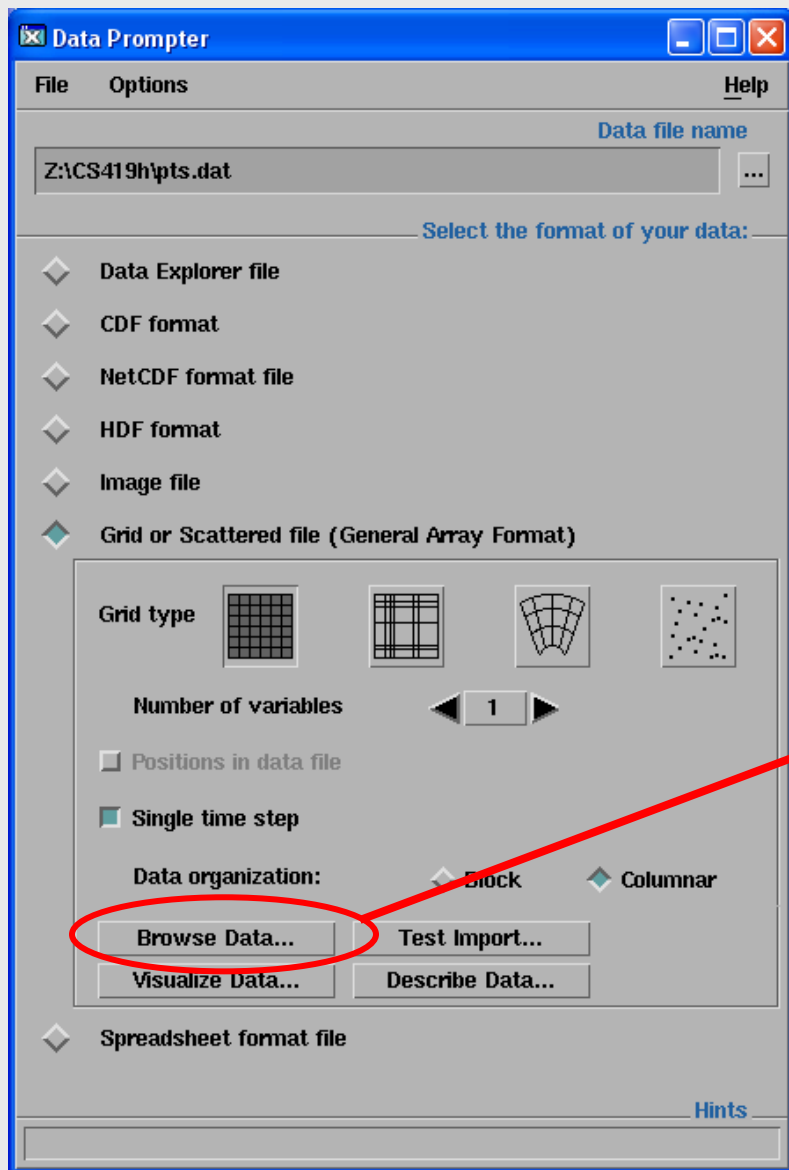 Data Prompter
File Options Help
Data file name
Z:\CS419h\pts.dat ...
Select the format of your data:
Data Explorer file
CDF format
NetCDF format file
HDF format
Image file
Grid or Scattered file (General Array Format)
Grid type
Number of variables 1
Positions in data file
Single time step
Data organization: Block Columnar
Browse Data... Test Import...
Visualize Data... Describe Data...
Spreadsheet format file
Hints